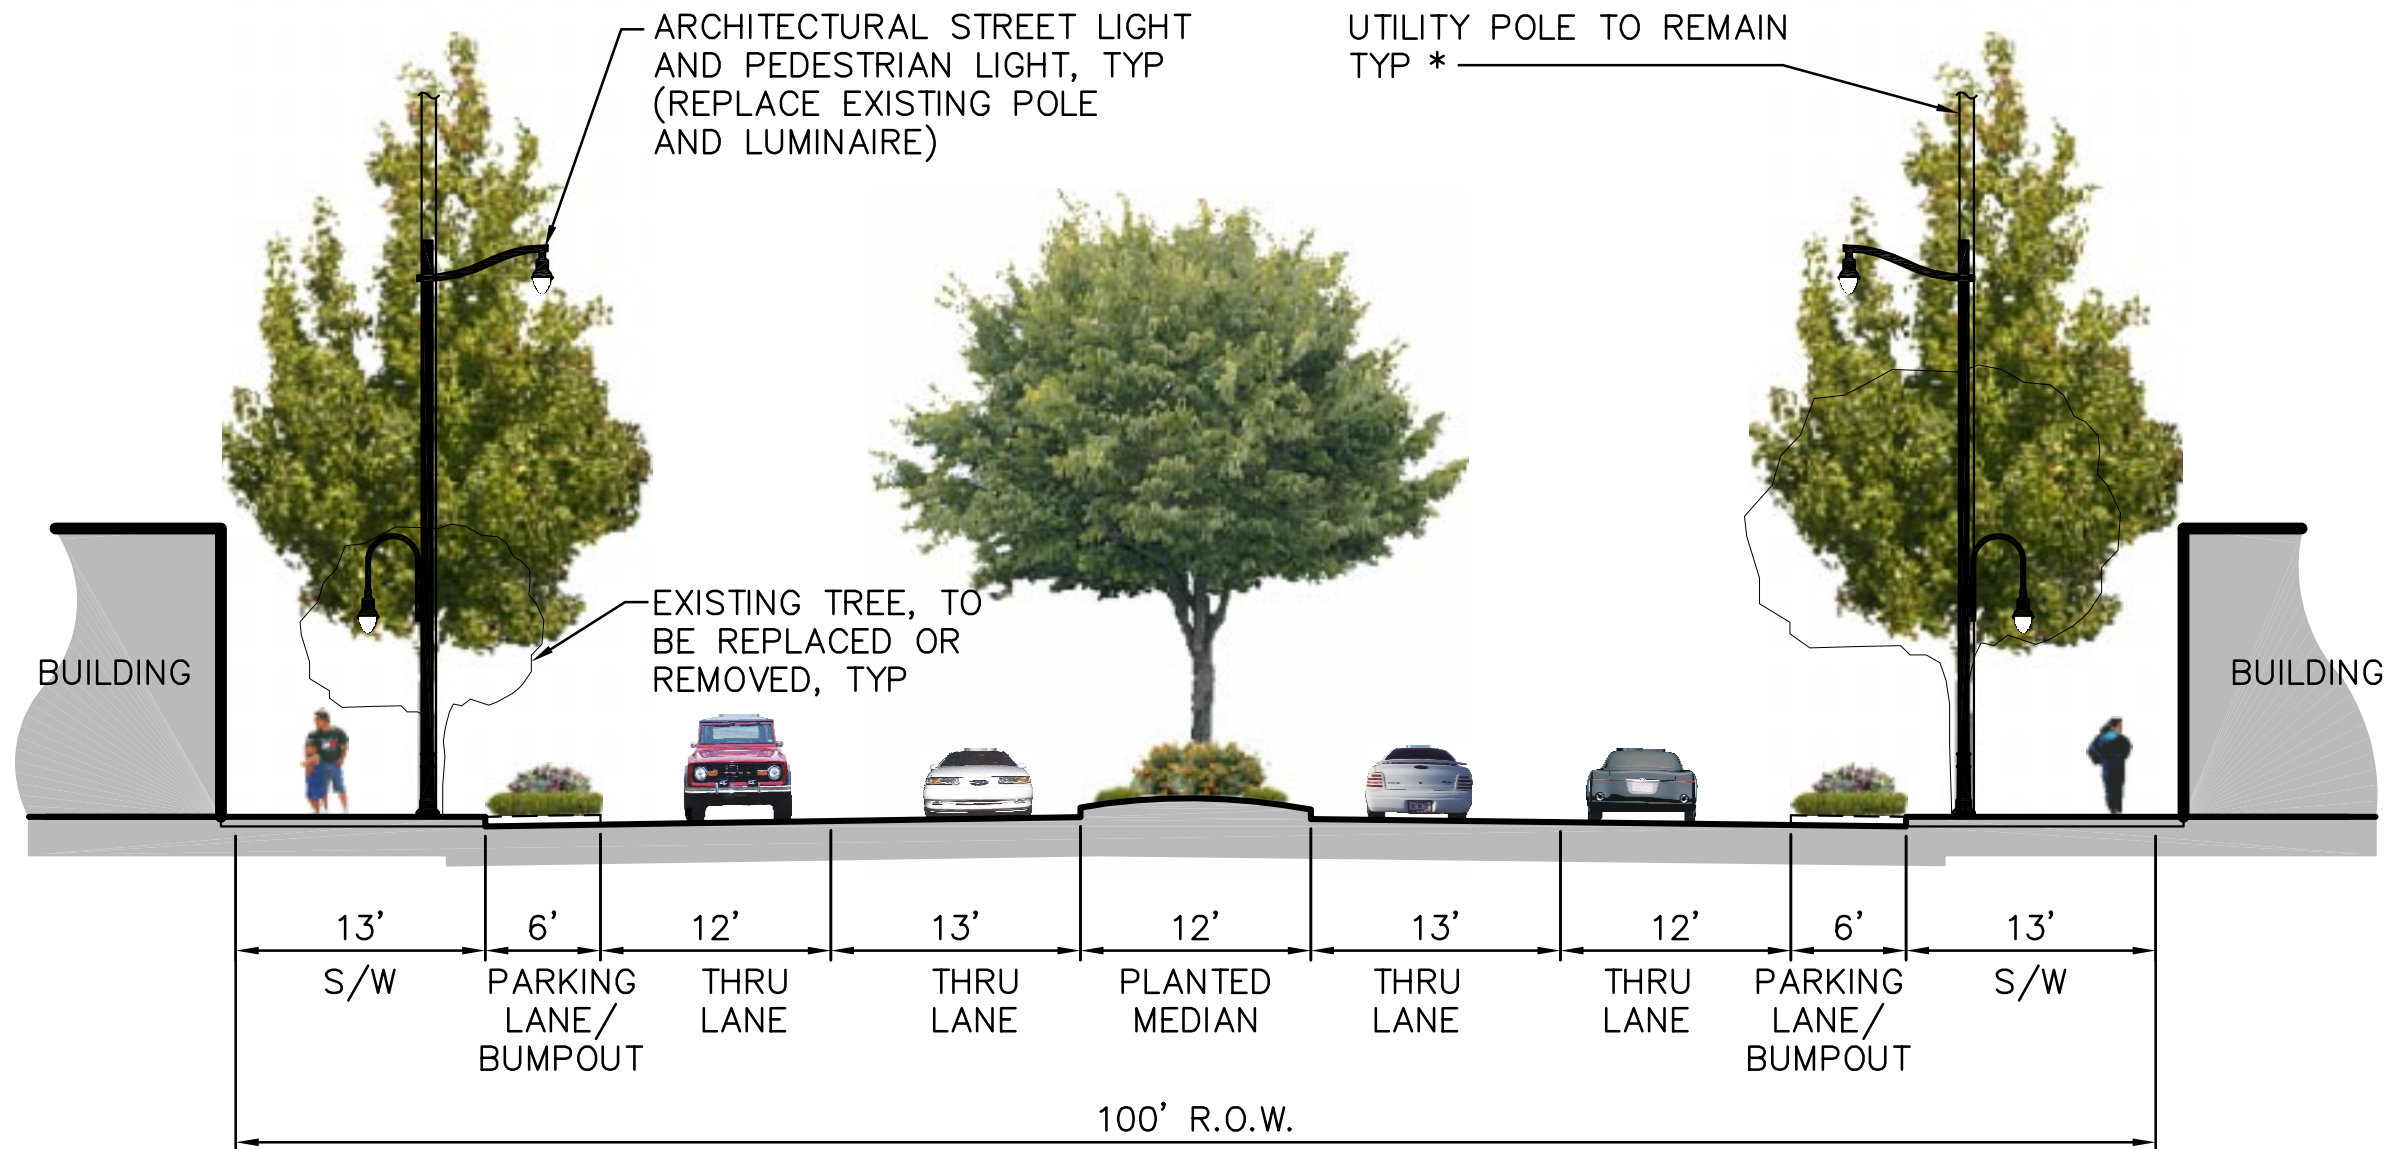 ARCHITECTURAL STREET LIGHT
AND PEDESTRIAN LIGHT, TYP
(REPLACE EXISTING POLE
AND LUMINAIRE)
UTILITY POLE TO REMAIN
TYP *
EXISTING TREE, TO
BE REPLACED OR
REMOVED, TYP
BUILDING
BUILDING
13' 6' 12' 13' 12' 13' 12' 6' 13'
S/W PARKING THRU THRU PLANTED THRU THRU PARKING S/W
LANE/ LANE LANE MEDIAN LANE LANE LANE/
BUMPOUT BUMPOUT
100' R.O.W.